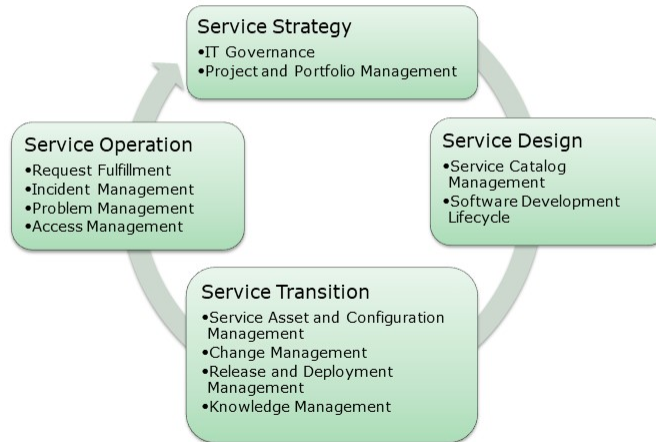 Service Strategy
•IT Governance
•Project and Portfolio Management
Service Operation
•Request Fulfillment
•Incident Management
•Problem Management
•Access Management
Service Design
•Service Catalog
Management
•Software Development
Lifecycle
Service Transition
•Service Asset and Configuration
Management
•Change Management
•Release and Deployment
Management
•Knowledge Management